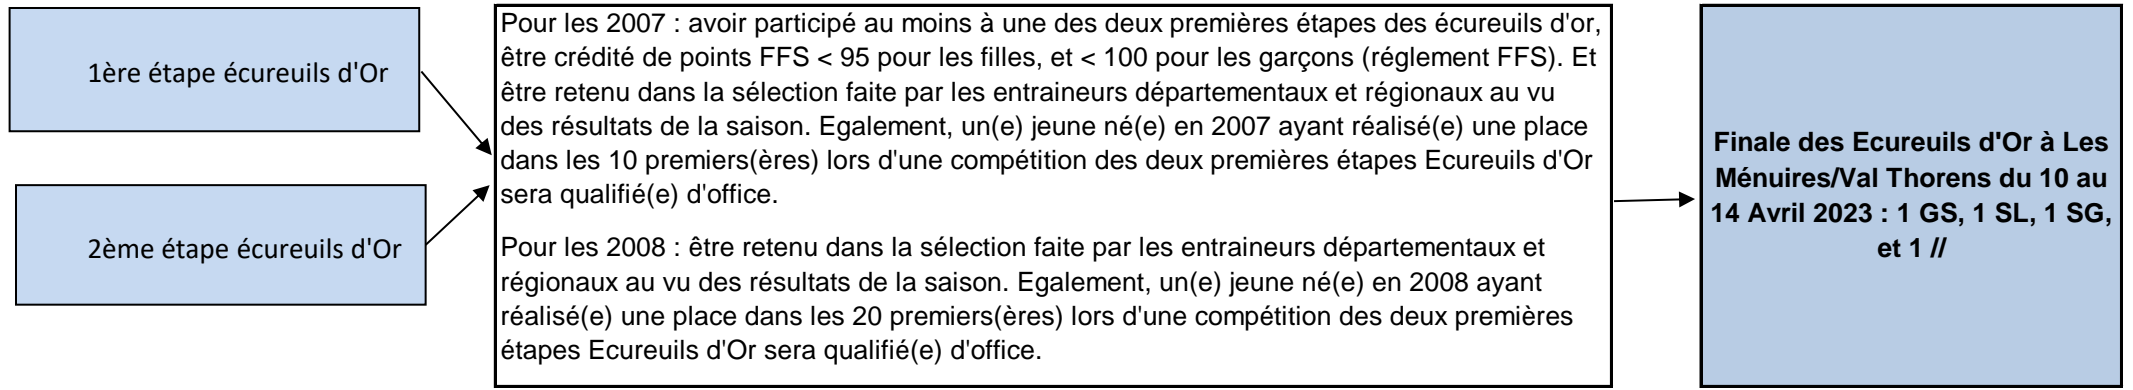 1ère étape écureuils d'Or
2ème étape écureuils d'Or
Pour les 2007 : avoir participé au moins à une des deux premières étapes des écureuils d'or,
être crédité de points FFS < 95 pour les filles, et < 100 pour les garçons (réglement FFS). Et
être retenu dans la sélection faite par les entraineurs départementaux et régionaux au vu
des résultats de la saison. Egalement, un(e) jeune né(e) en 2007 ayant réalisé(e) une place
dans les 10 premiers(ères) lors d'une compétition des deux premières étapes Ecureuils d'Or
sera qualifié(e) d'office.
Pour les 2008 : être retenu dans la sélection faite par les entraineurs départementaux et
régionaux au vu des résultats de la saison. Egalement, un(e) jeune né(e) en 2008 ayant
réalisé(e) une place dans les 20 premiers(ères) lors d'une compétition des deux premières
étapes Ecureuils d'Or sera qualifié(e) d'office.
Finale des Ecureuils d'Or à Les
Ménuires/Val Thorens du 10 au
14 Avril 2023 : 1 GS, 1 SL, 1 SG,
et 1 //